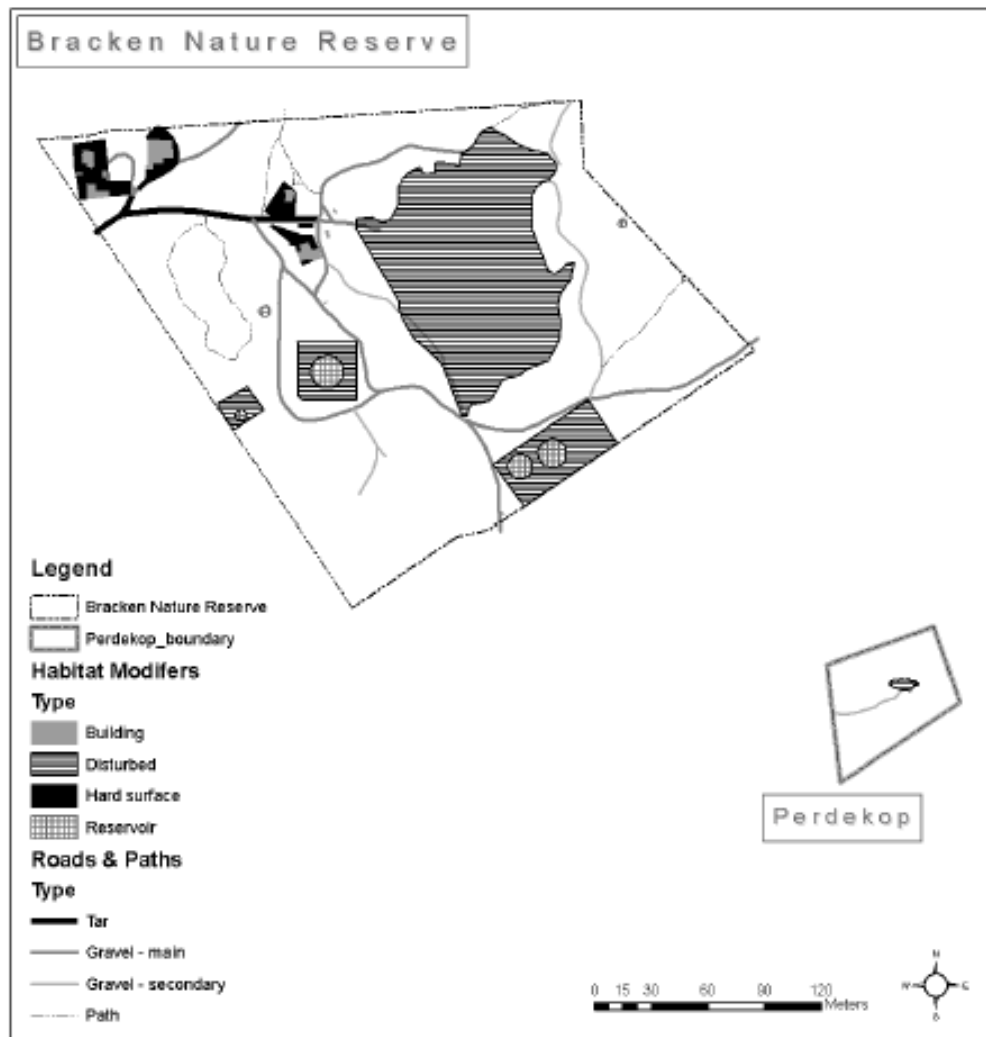 Bracken Nature Reserve
Legend
Bracken Nature Reserve
Perdekop_boundary
Habitat Modifers
Type
Building
Disturbed
Hard surface
Reservoir
Roads & Paths
Type
Tar
Gravel - main
Gravel - secondary
Path
Perdekop
0 15 30 60 90 120
Meters
N
W E
S